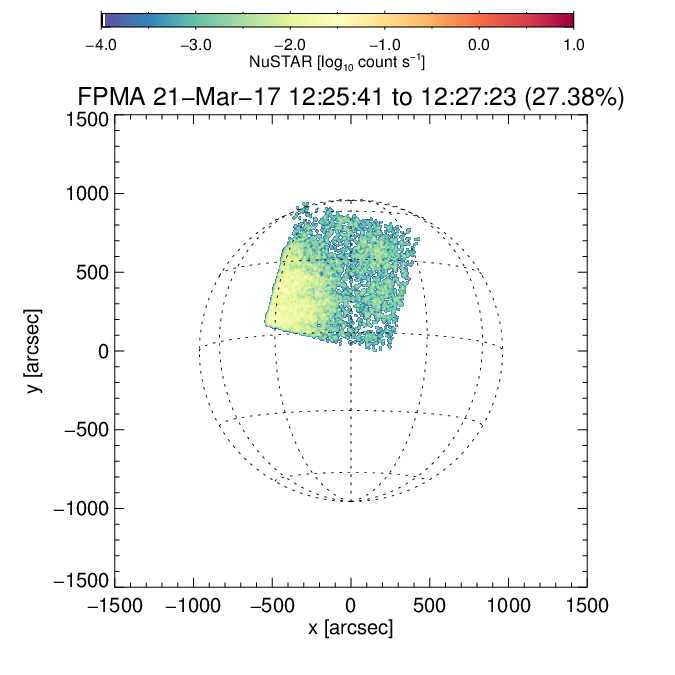 −4.0 −3.0 −2.0 −1.0 0.0 1.0
NuSTAR [log₁₀ count s⁻¹]
FPMA 21−Mar−17 12:25:41 to 12:27:23 (27.38%)
1500
1000
500
0
−500
−1000
−1500
y [arcsec]
−1500 −1000 −500 0 500 1000 1500
x [arcsec]